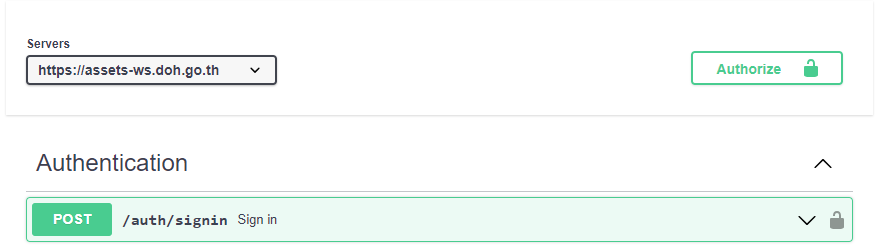 Servers
https://assets-ws.doh.go.th
Authorize
Authentication
POST /auth/signin Sign in